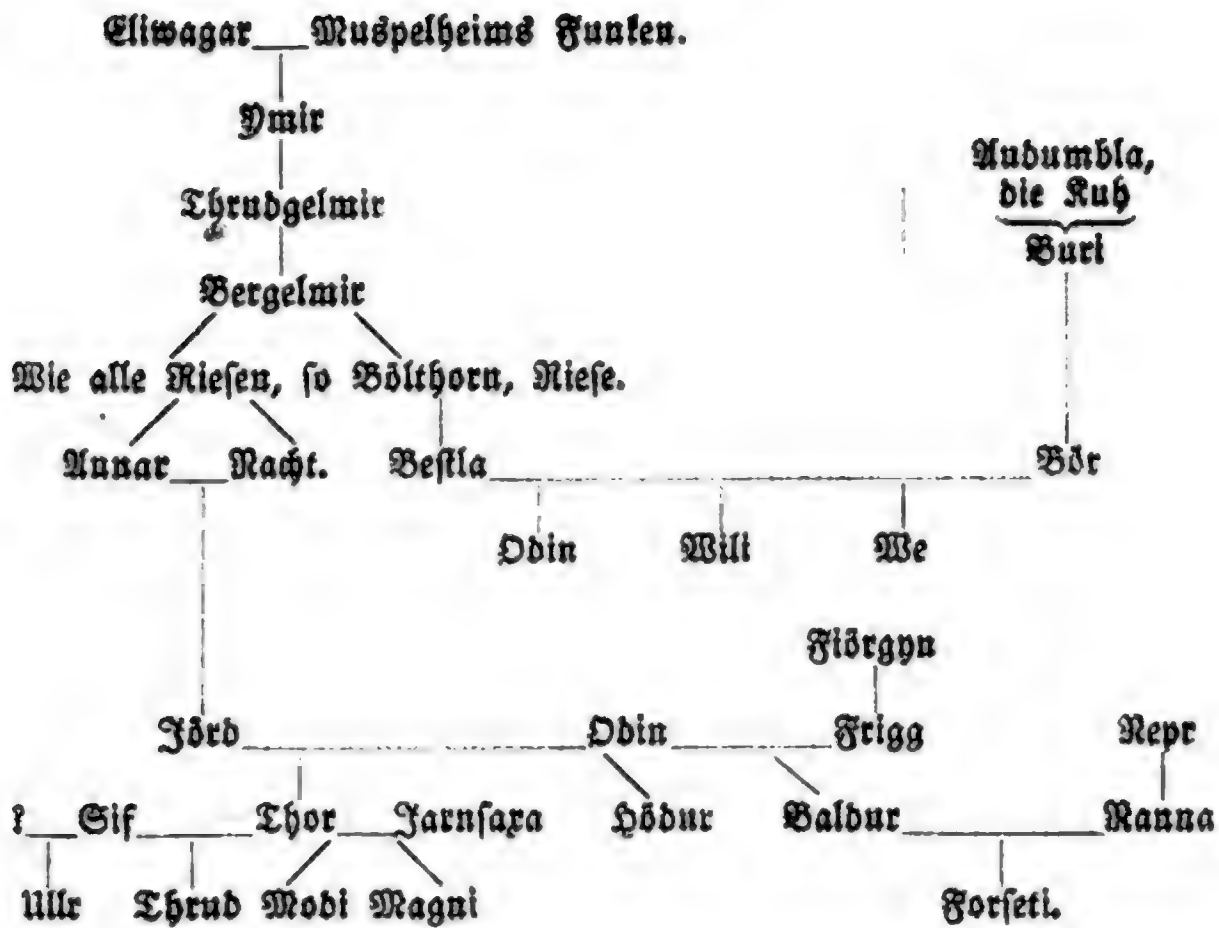 Eliwagar Muspelheims Funken.
Ymir
Audumbla,
die Kuh
Thrudgelmir
Buri
Bergelmir
Wie alle Riesen, so Bölthorn, Riese.
Annar Nacht. Bestla Bör
Odin Wili We
Fiörgyn
Jörd Odin Frigg Nepr
? Sif Thor Jarnsaxa Hödur Baldur Nanna
Ullr Thrud Modi Magni Forseti.